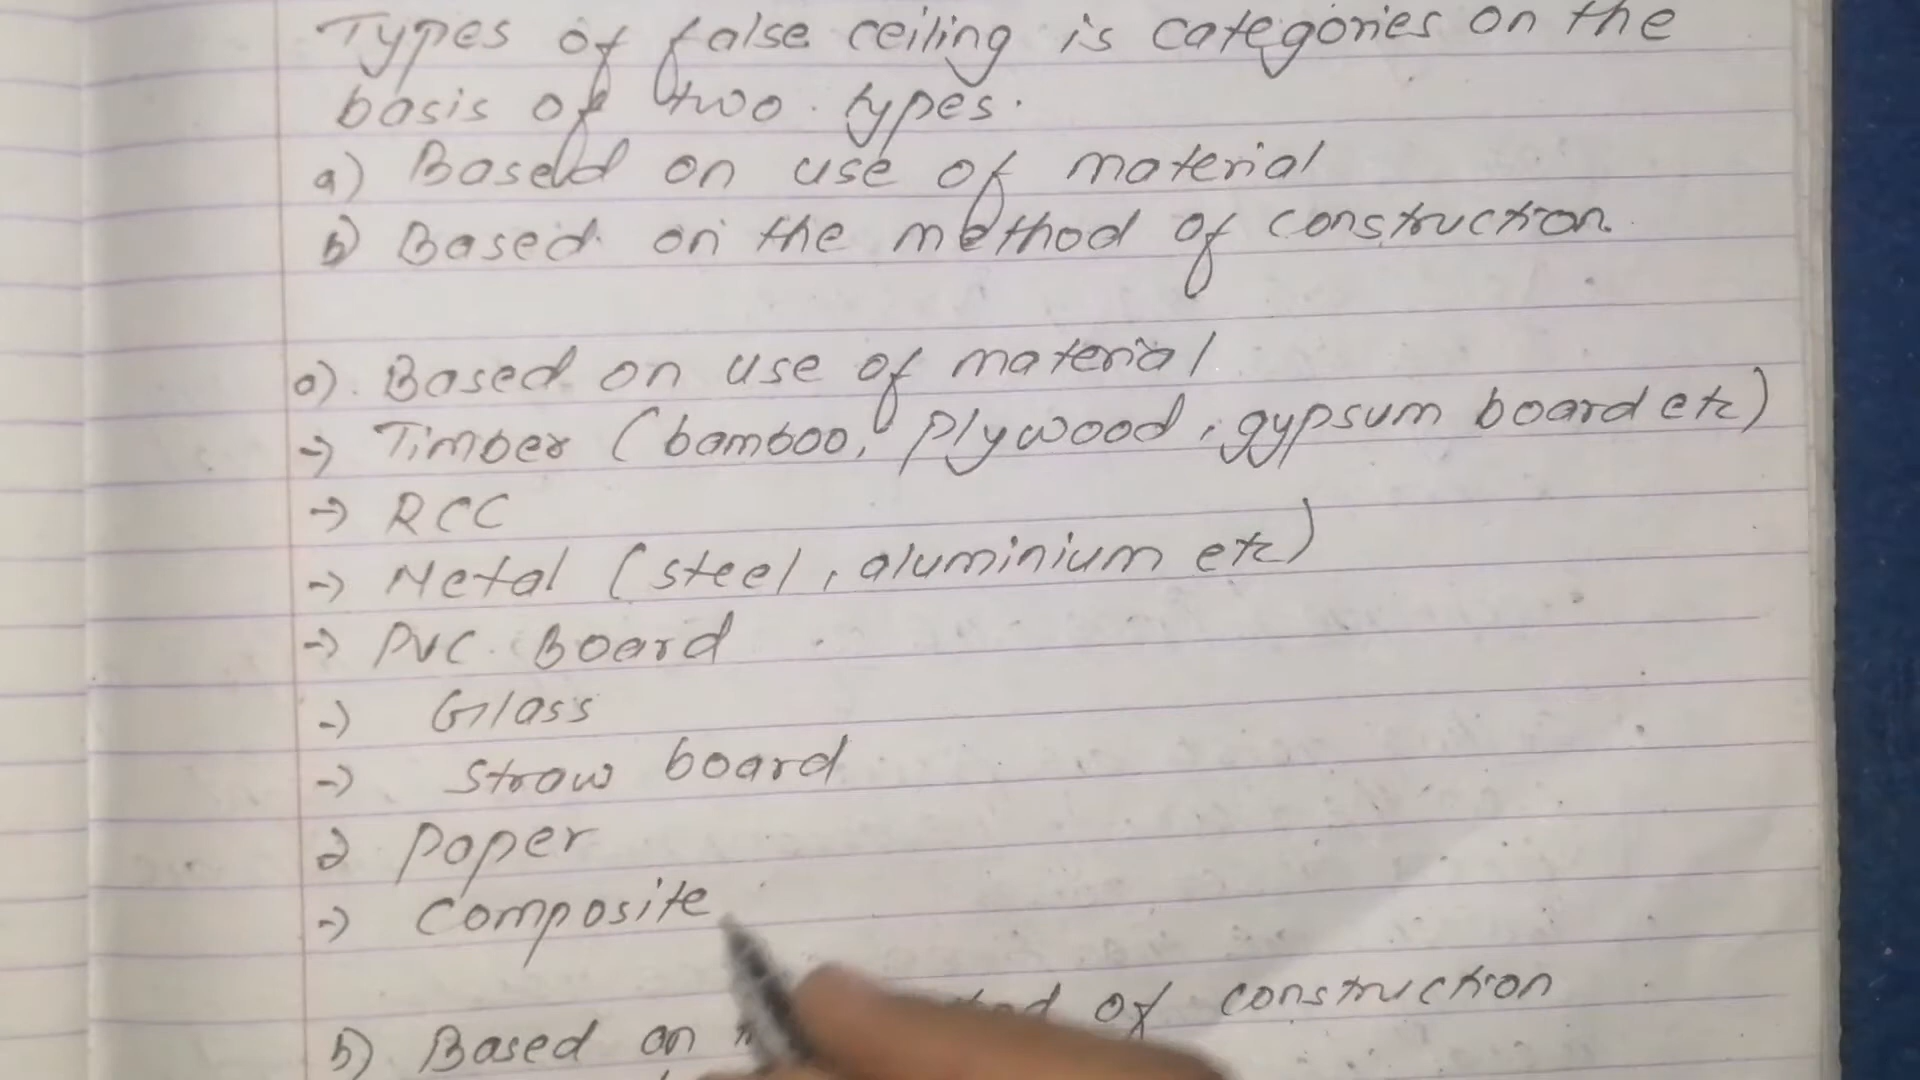 Types of false ceiling is categories on the
basis of two types.
a) Based on use of material
b) Based on the method of construction.
a). Based on use of material
→ Timber (bamboo, plywood, gypsum board etc)
→ RCC
→ Metal (steel, aluminium etc)
→ PVC Board
→ Glass
→ Straw board
→ Paper
→ Composite
b) Based on of construction